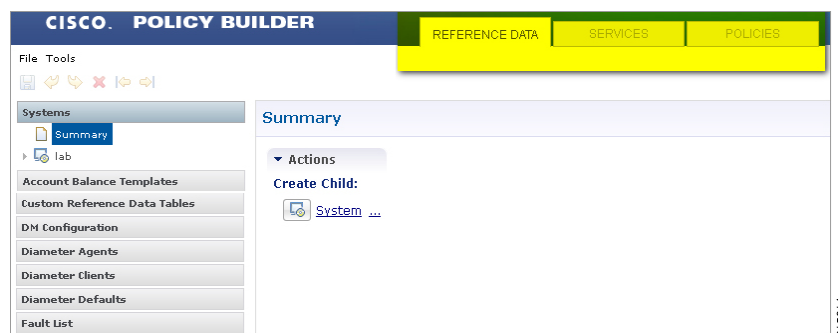 CISCO. POLICY BUILDER
REFERENCE DATA SERVICES POLICIES
File Tools
Systems
Summary
lab
Account Balance Templates
Custom Reference Data Tables
DM Configuration
Diameter Agents
Diameter Clients
Diameter Defaults
Fault List
Summary
Actions
Create Child:
System ...